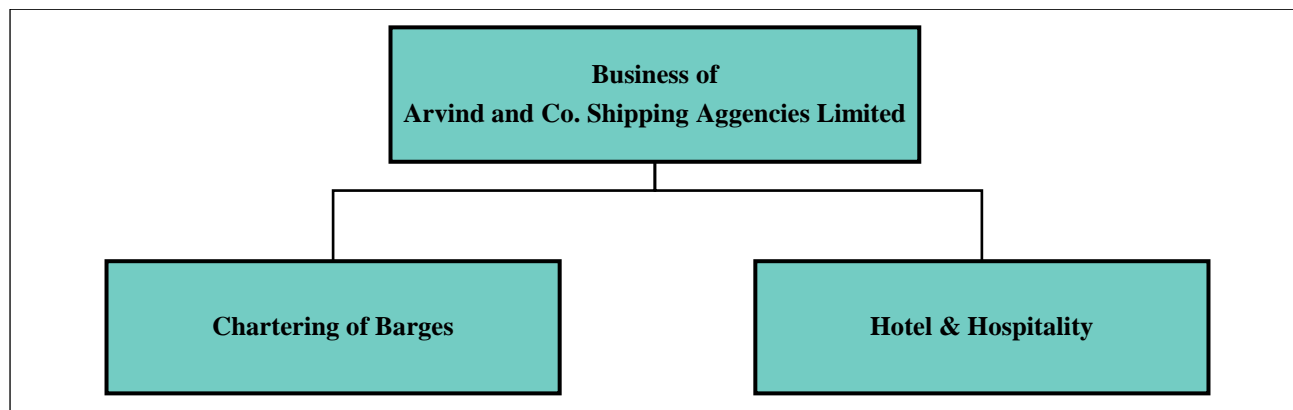 Business of
Arvind and Co. Shipping Aggencies Limited
Chartering of Barges
Hotel & Hospitality